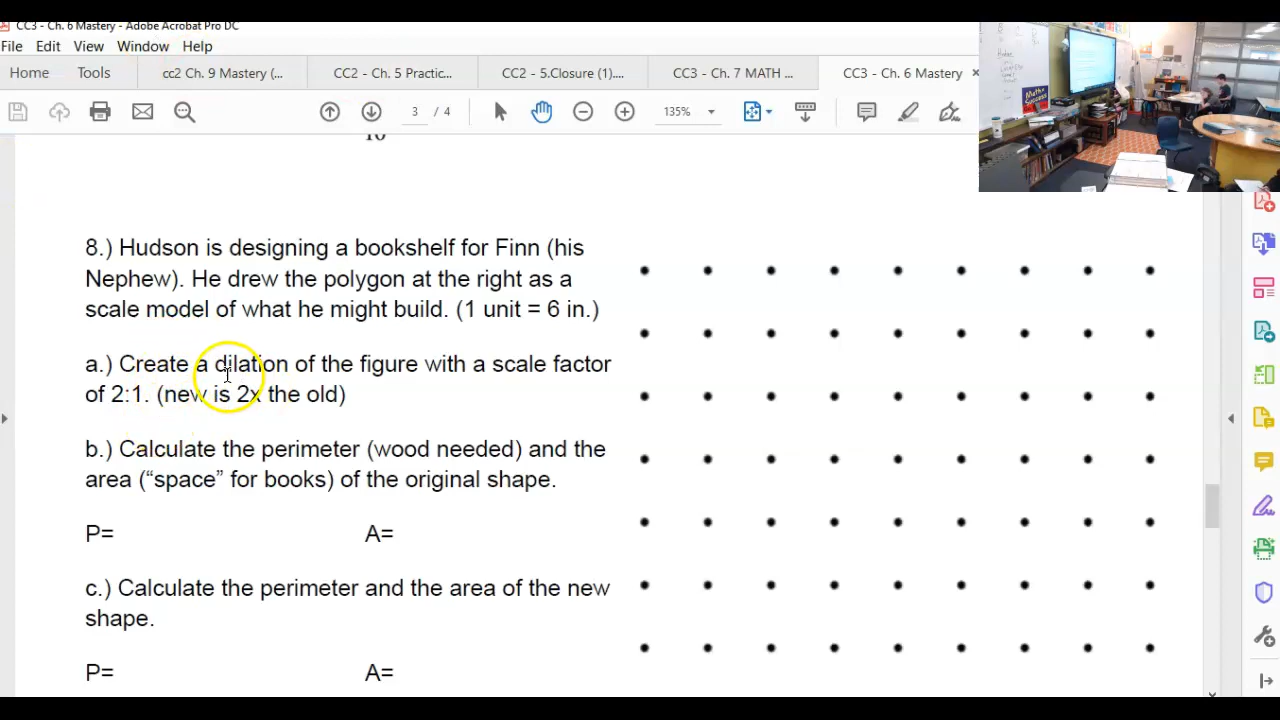 CC3 - Ch. 6 Mastery - Adobe Acrobat Pro DC
File Edit View Window Help
Home Tools cc2 Ch. 9 Mastery (... CC2 - Ch. 5 Practic... CC2 - 5.Closure (1).... CC3 - Ch. 7 MATH ... CC3 - Ch. 6 Mastery ×
3 / 4 135%
8.) Hudson is designing a bookshelf for Finn (his
Nephew). He drew the polygon at the right as a
scale model of what he might build. (1 unit = 6 in.)
a.) Create a dilation of the figure with a scale factor
of 2:1. (new is 2x the old)
b.) Calculate the perimeter (wood needed) and the
area (“space” for books) of the original shape.
P= A=
c.) Calculate the perimeter and the area of the new
shape.
P= A=